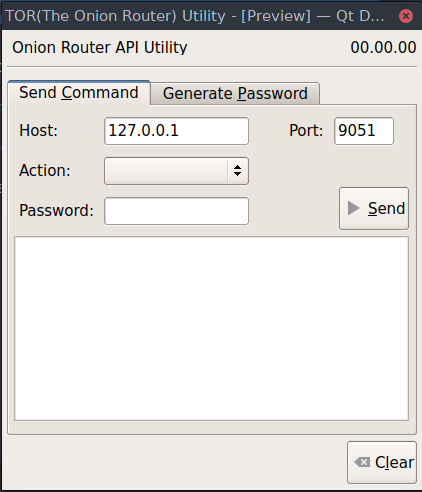 TOR(The Onion Router) Utility - [Preview] — Qt D...
Onion Router API Utility 00.00.00
Send Command Generate Password
Host: 127.0.0.1 Port: 9051
Action:
Password: Send
Clear